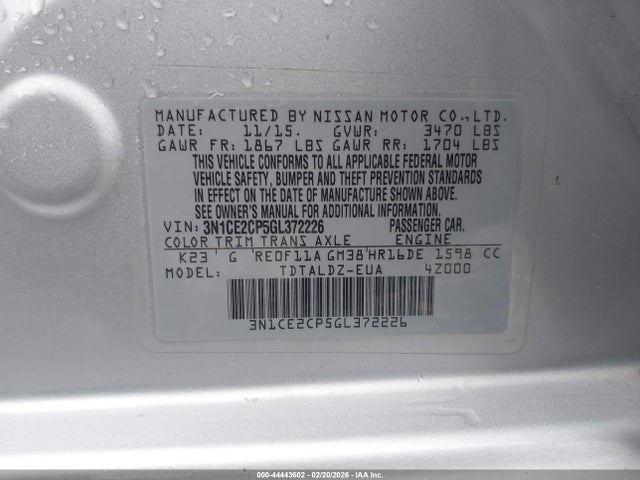 MANUFACTURED BY NISSAN MOTOR CO.,LTD.
DATE: 11/15. GVWR: 3470 LBS
GAWR FR: 1867 LBS GAWR RR: 1704 LBS
THIS VEHICLE CONFORMS TO ALL APPLICABLE FEDERAL MOTOR
VEHICLE SAFETY, BUMPER AND THEFT PREVENTION STANDARDS
IN EFFECT ON THE DATE OF MANUFACTURE SHOWN ABOVE.
SEE OWNER'S MANUAL FOR ADDITIONAL INFORMATION.
VIN: 3N1CE2CP5GL372226 PASSENGER CAR.
COLOR TRIM TRANS AXLE ENGINE
K23 G RE0F11A GM38 HR16DE 1598 CC
MODEL: TDTALDZ-EUA 4Z000
3N1CE2CP5GL372226
000-44443602 - 02/20/2026 - IAA Inc.